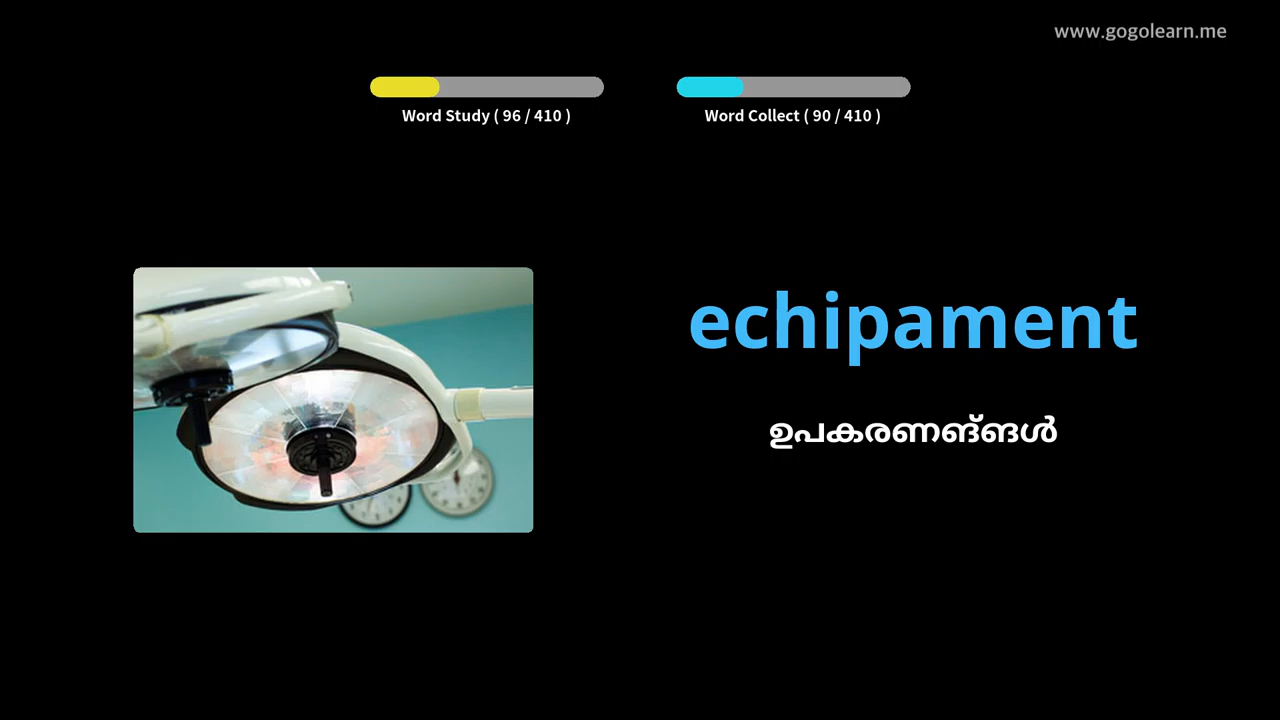 www.gogolearn.me
Word Study ( 96 / 410 )
Word Collect ( 90 / 410 )
echipament
ഉപകരണങ്ങൾ